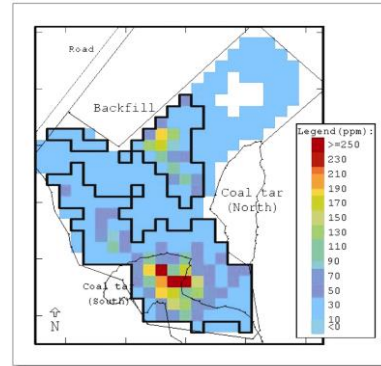 Road
Backfill
Legend(ppm):
>=250
230
210
190
170
150
130
110
90
70
50
30
10
<0
Coal tar
(North)
Coal tar
(South)
N